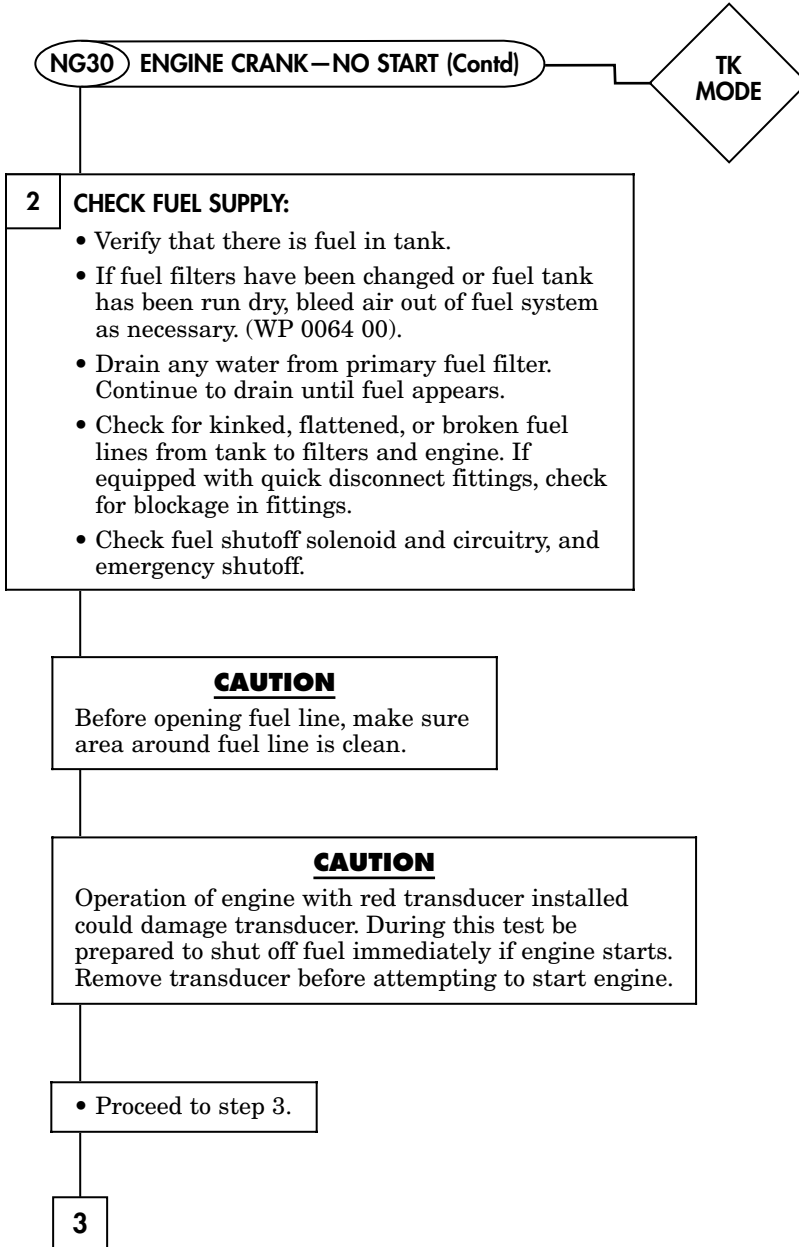 NG30 ENGINE CRANK—NO START (Contd)
TK
MODE
2 CHECK FUEL SUPPLY:
• Verify that there is fuel in tank.
• If fuel filters have been changed or fuel tank
has been run dry, bleed air out of fuel system
as necessary. (WP 0064 00).
• Drain any water from primary fuel filter.
Continue to drain until fuel appears.
• Check for kinked, flattened, or broken fuel
lines from tank to filters and engine. If
equipped with quick disconnect fittings, check
for blockage in fittings.
• Check fuel shutoff solenoid and circuitry, and
emergency shutoff.
CAUTION
Before opening fuel line, make sure
area around fuel line is clean.
CAUTION
Operation of engine with red transducer installed
could damage transducer. During this test be
prepared to shut off fuel immediately if engine starts.
Remove transducer before attempting to start engine.
• Proceed to step 3.
3